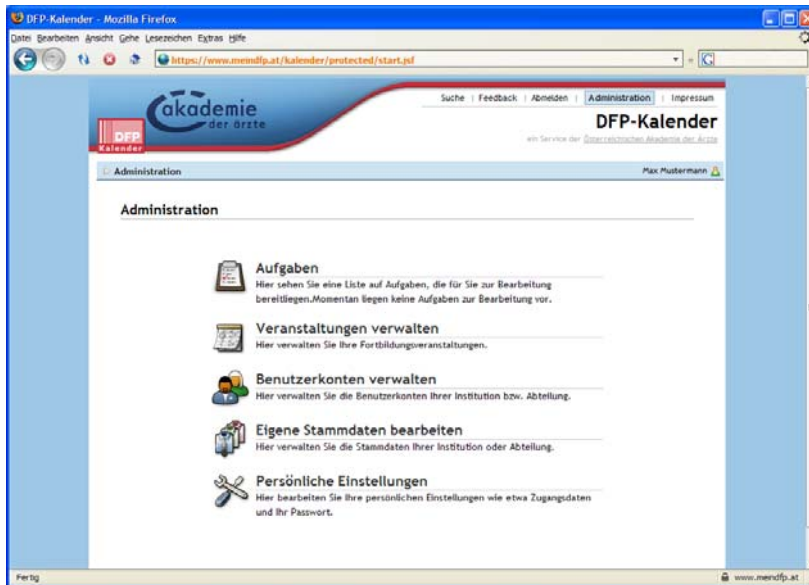 DFP-Kalender - Mozilla Firefox
Datei Bearbeiten Ansicht Gehe Lesezeichen Extras Hilfe
https://www.meindfp.at/kalender/protected/start.jsf
akademie
der ärzte
DFP
Kalender
Suche | Feedback | Abmelden | Administration | Impressum
DFP-Kalender
ein Service der Österreichischen Akademie der Ärzte
Administration
Max Mustermann
Administration
Aufgaben
Hier sehen Sie eine Liste auf Aufgaben, die für Sie zur Bearbeitung
bereitliegen.Momentan liegen keine Aufgaben zur Bearbeitung vor.
Veranstaltungen verwalten
Hier verwalten Sie Ihre Fortbildungsveranstaltungen.
Benutzerkonten verwalten
Hier verwalten Sie die Benutzerkonten Ihrer Institution bzw. Abteilung.
Eigene Stammdaten bearbeiten
Hier verwalten Sie die Stammdaten Ihrer Institution oder Abteilung.
Persönliche Einstellungen
Hier bearbeiten Sie Ihre persönlichen Einstellungen wie etwa Zugangsdaten
und Ihr Passwort.
Fertig
www.meindfp.at